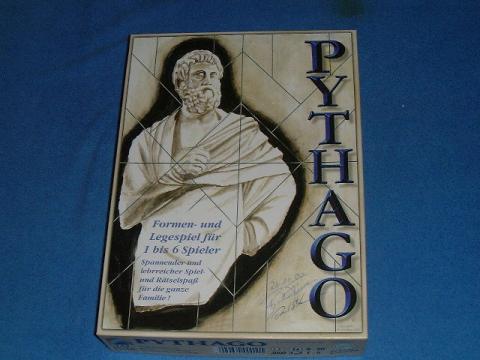 PYTHAGO
Formen- und
Legespiel für
1 bis 6 Spieler
Spannender und
lehrreicher Spiel-
und Rätselspaß
für die ganze
Familie!
PYTHAGO